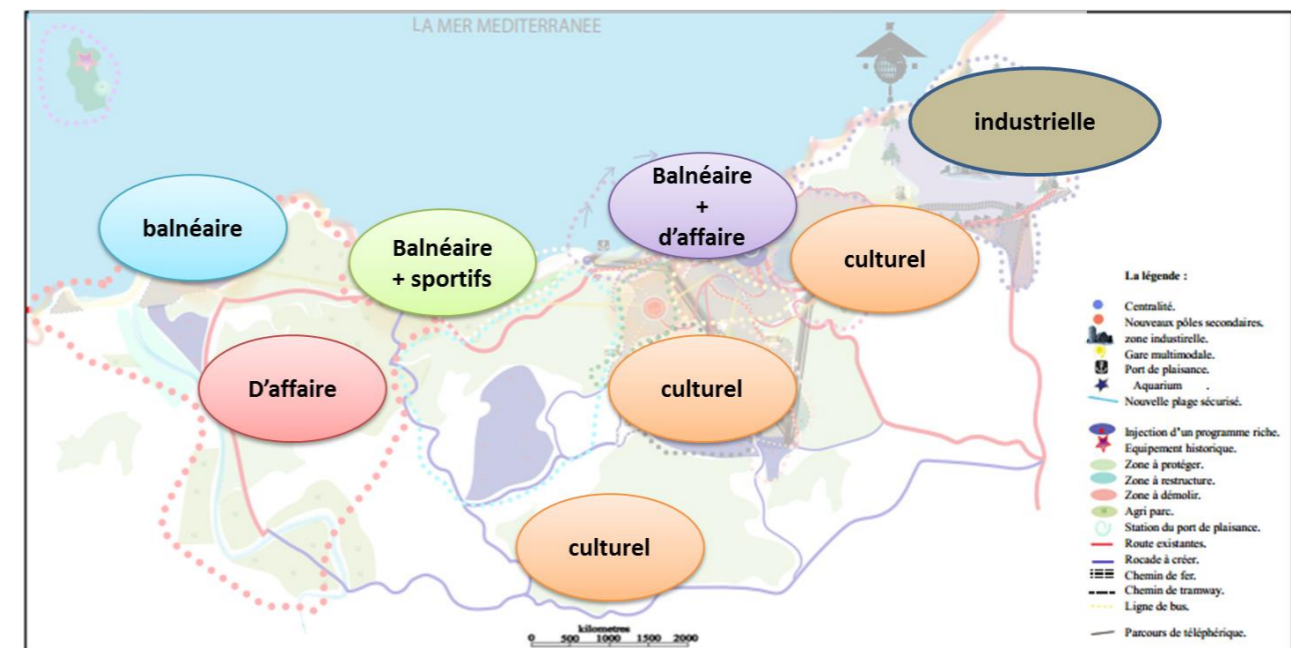 LA MER MEDITERRANEE
industrielle
Balnéaire
+
d'affaire
balnéaire
Balnéaire
+ sportifs
culturel
D'affaire
culturel
culturel
La légende :
Centralité.
Nouveaux pôles secondaires.
zone industirelle.
Gare multimodale.
Port de plaisance.
Aquarium .
Nouvelle plage sécurisé.
Injection d'un programme riche.
Equipement historique.
Zone à protéger.
Zone à restructure.
Zone à démolir.
Agri parc.
Station du port de plaisance.
Route existantes.
Rocade à créer.
Chemin de fer.
Chemin de tramway.
Ligne de bus.
Parcours de téléphérique.
kilometres
0 500 1000 1500 2000